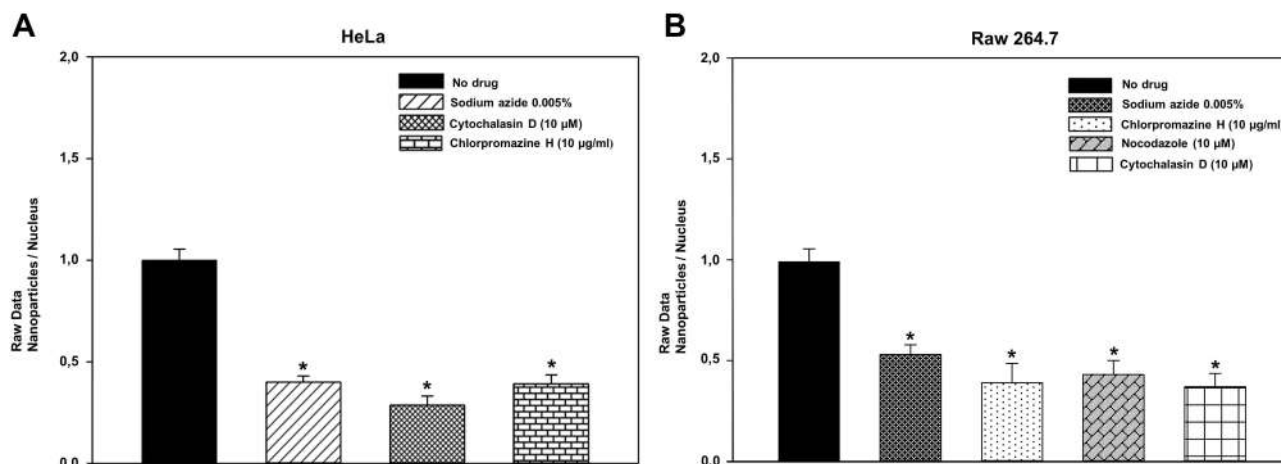 A
HeLa
2,0
1,5
1,0
0,5
0,0
Raw Data
Nanoparticles / Nucleus
No drug
Sodium azide 0.005%
Cytochalasin D (10 µM)
Chlorpromazine H (10 µg/ml)
*
*
*
B
Raw 264.7
2,0
1,5
1,0
0,5
0,0
Raw Data
Nanoparticles / Nucleus
No drug
Sodium azide 0.005%
Chlorpromazine H (10 µg/ml)
Nocodazole (10 µM)
Cytochalasin D (10 µM)
*
*
*
*